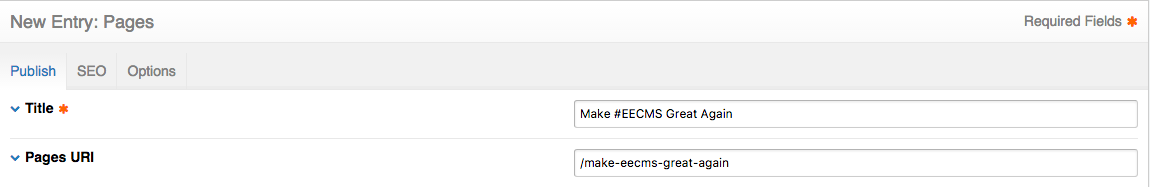 New Entry: Pages
Required Fields ✱
Publish SEO Options
Title ✱
Make #EECMS Great Again
Pages URI
/make-eecms-great-again